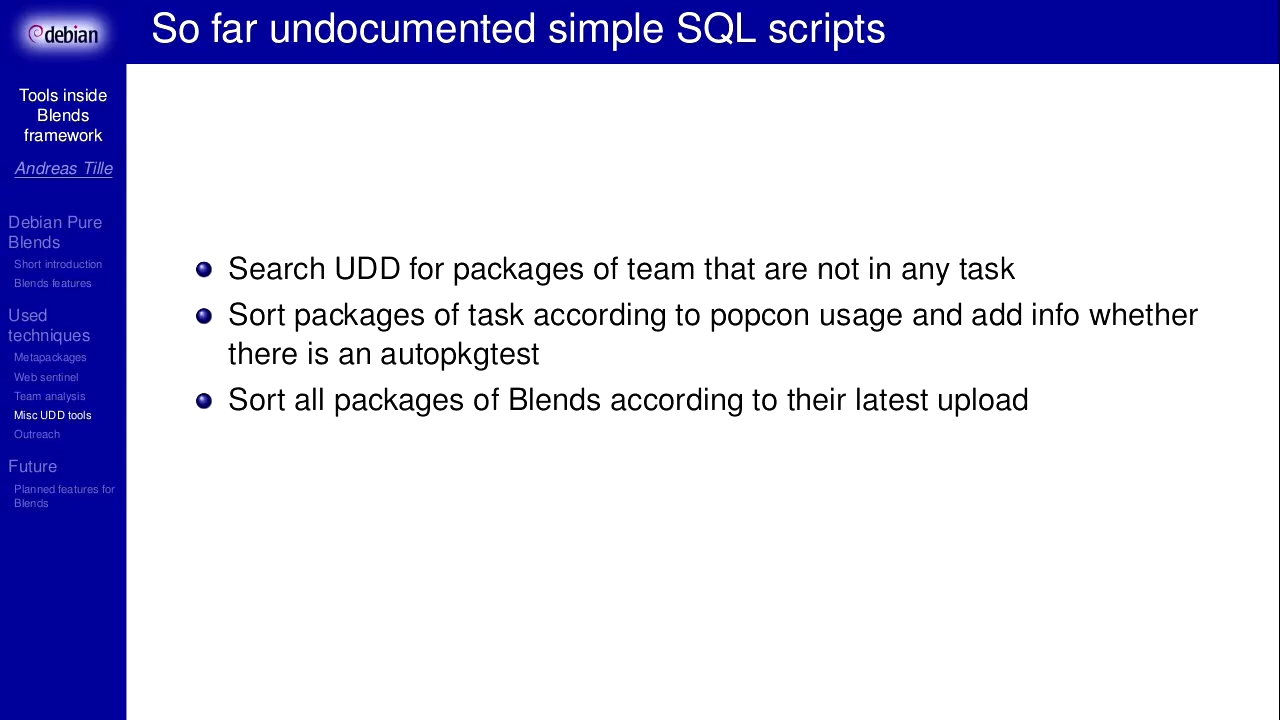 debian
So far undocumented simple SQL scripts
Tools inside
Blends
framework
Andreas Tille
Debian Pure
Blends
Short introduction
Blends features
Used
techniques
Metapackages
Web sentinel
Team analysis
Misc UDD tools
Outreach
Future
Planned features for
Blends
Search UDD for packages of team that are not in any task
Sort packages of task according to popcon usage and add info whether
there is an autopkgtest
Sort all packages of Blends according to their latest upload